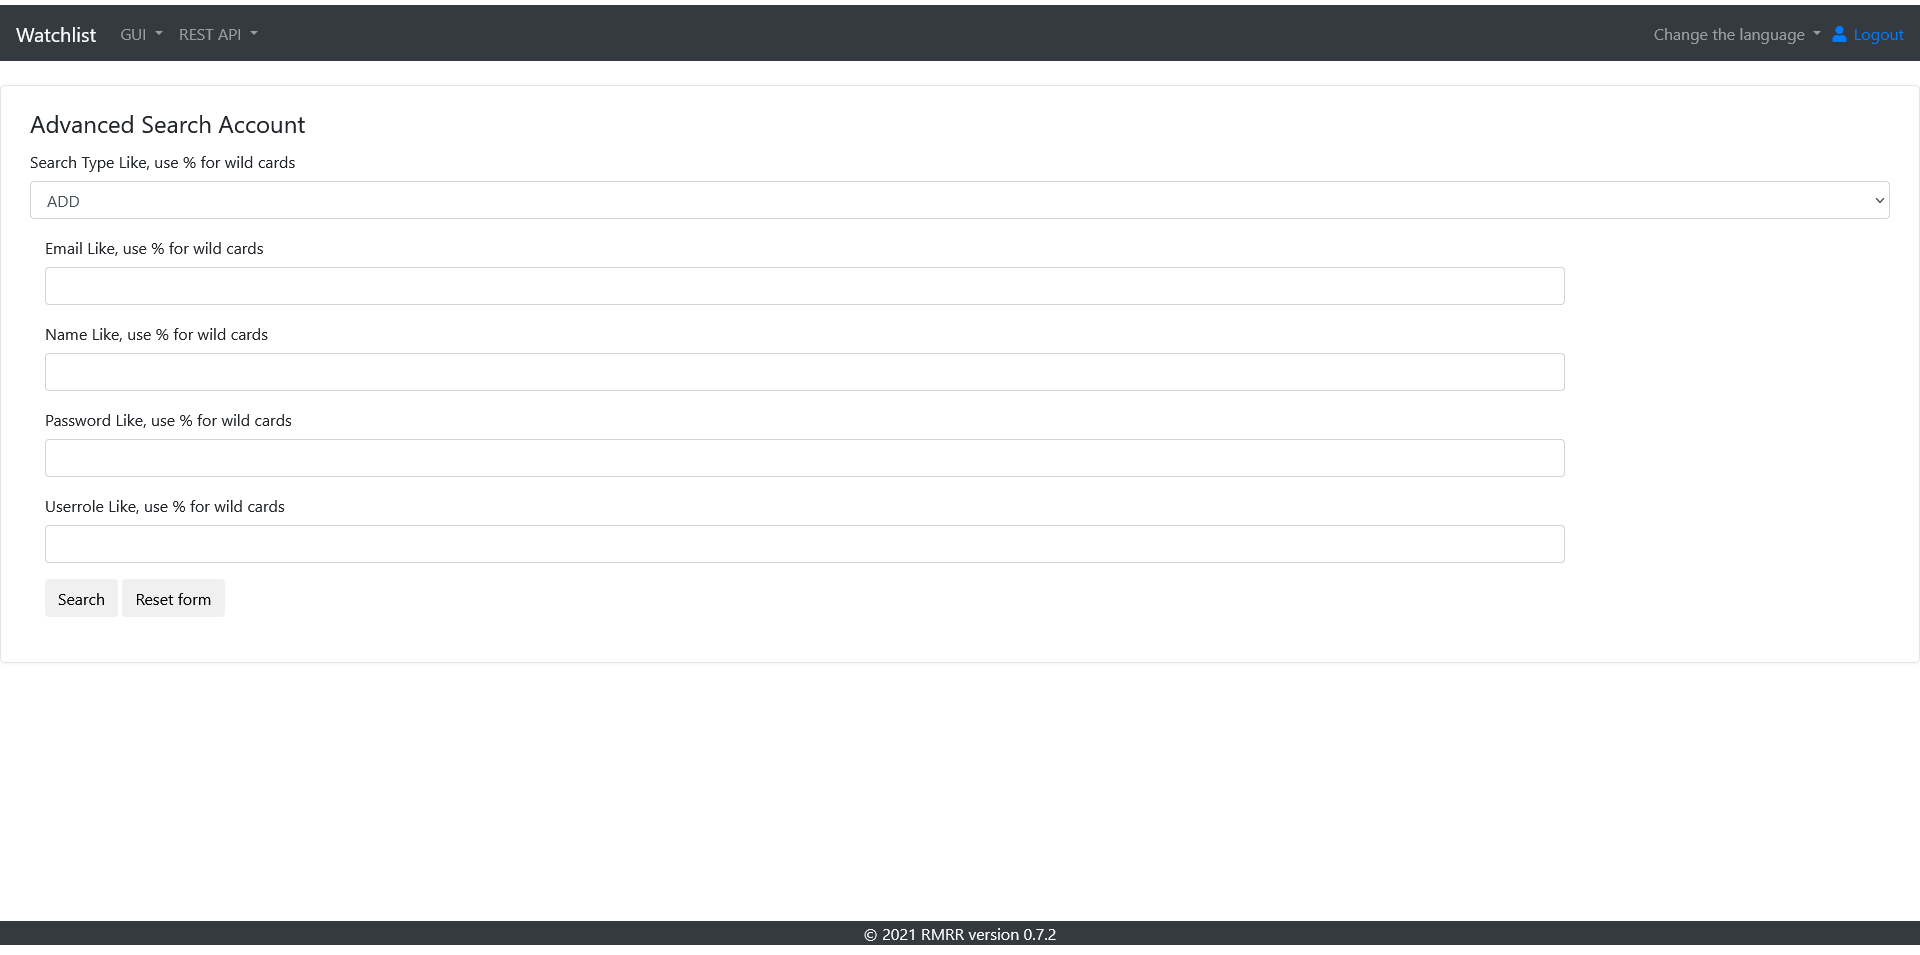 Watchlist GUI REST API Change the language Logout
Advanced Search Account
Search Type Like, use % for wild cards
ADD
Email Like, use % for wild cards
Name Like, use % for wild cards
Password Like, use % for wild cards
Userrole Like, use % for wild cards
Search Reset form
© 2021 RMRR version 0.7.2